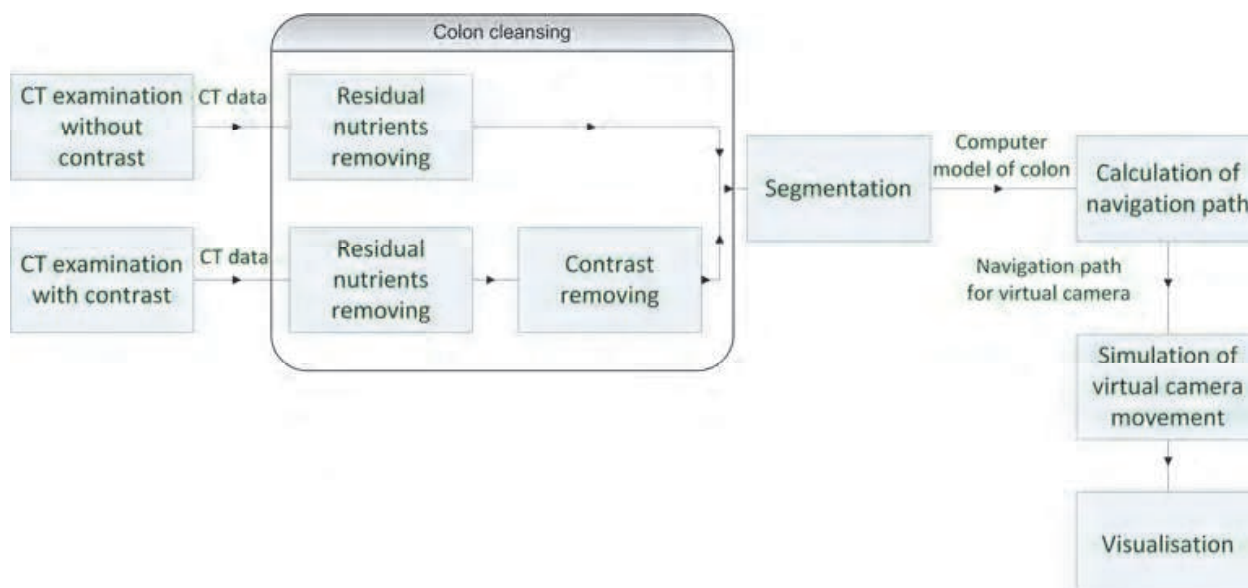 Colon cleansing
CT examination
without
contrast
CT data
Residual
nutrients
removing
CT examination
with contrast
CT data
Residual
nutrients
removing
Contrast
removing
Segmentation
Computer
model of colon
Calculation of
navigation path
Navigation path
for virtual camera
Simulation of
virtual camera
movement
Visualisation